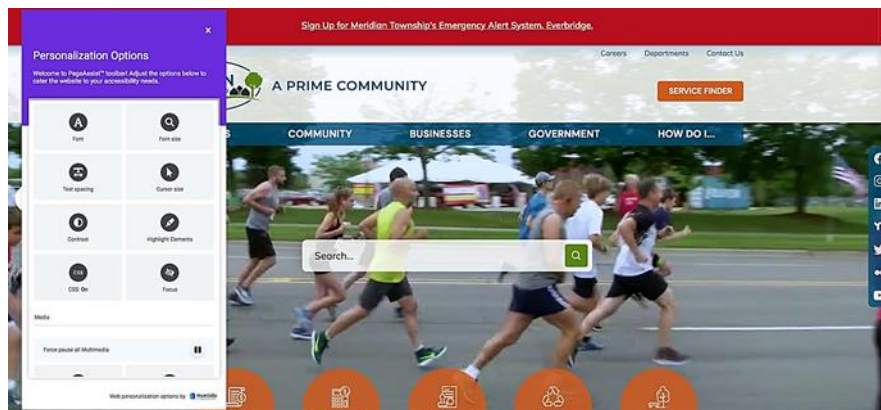 Sign Up for Meridian Township's Emergency Alert System, Everbridge.
x
Personalization Options
Welcome to PageAssist™ toolbar! Adjust the options below to
cater the website to your accessibility needs.
A
Font
Font size
Text spacing
Cursor size
Contrast
Highlight Elements
CSS
CSS: On
Focus
Media
Force pause all Multimedia
Web personalization options by
Careers
Departments
Contact Us
N
A PRIME COMMUNITY
SERVICE FINDER
S
COMMUNITY
BUSINESSES
GOVERNMENT
HOW DO I...
Search...